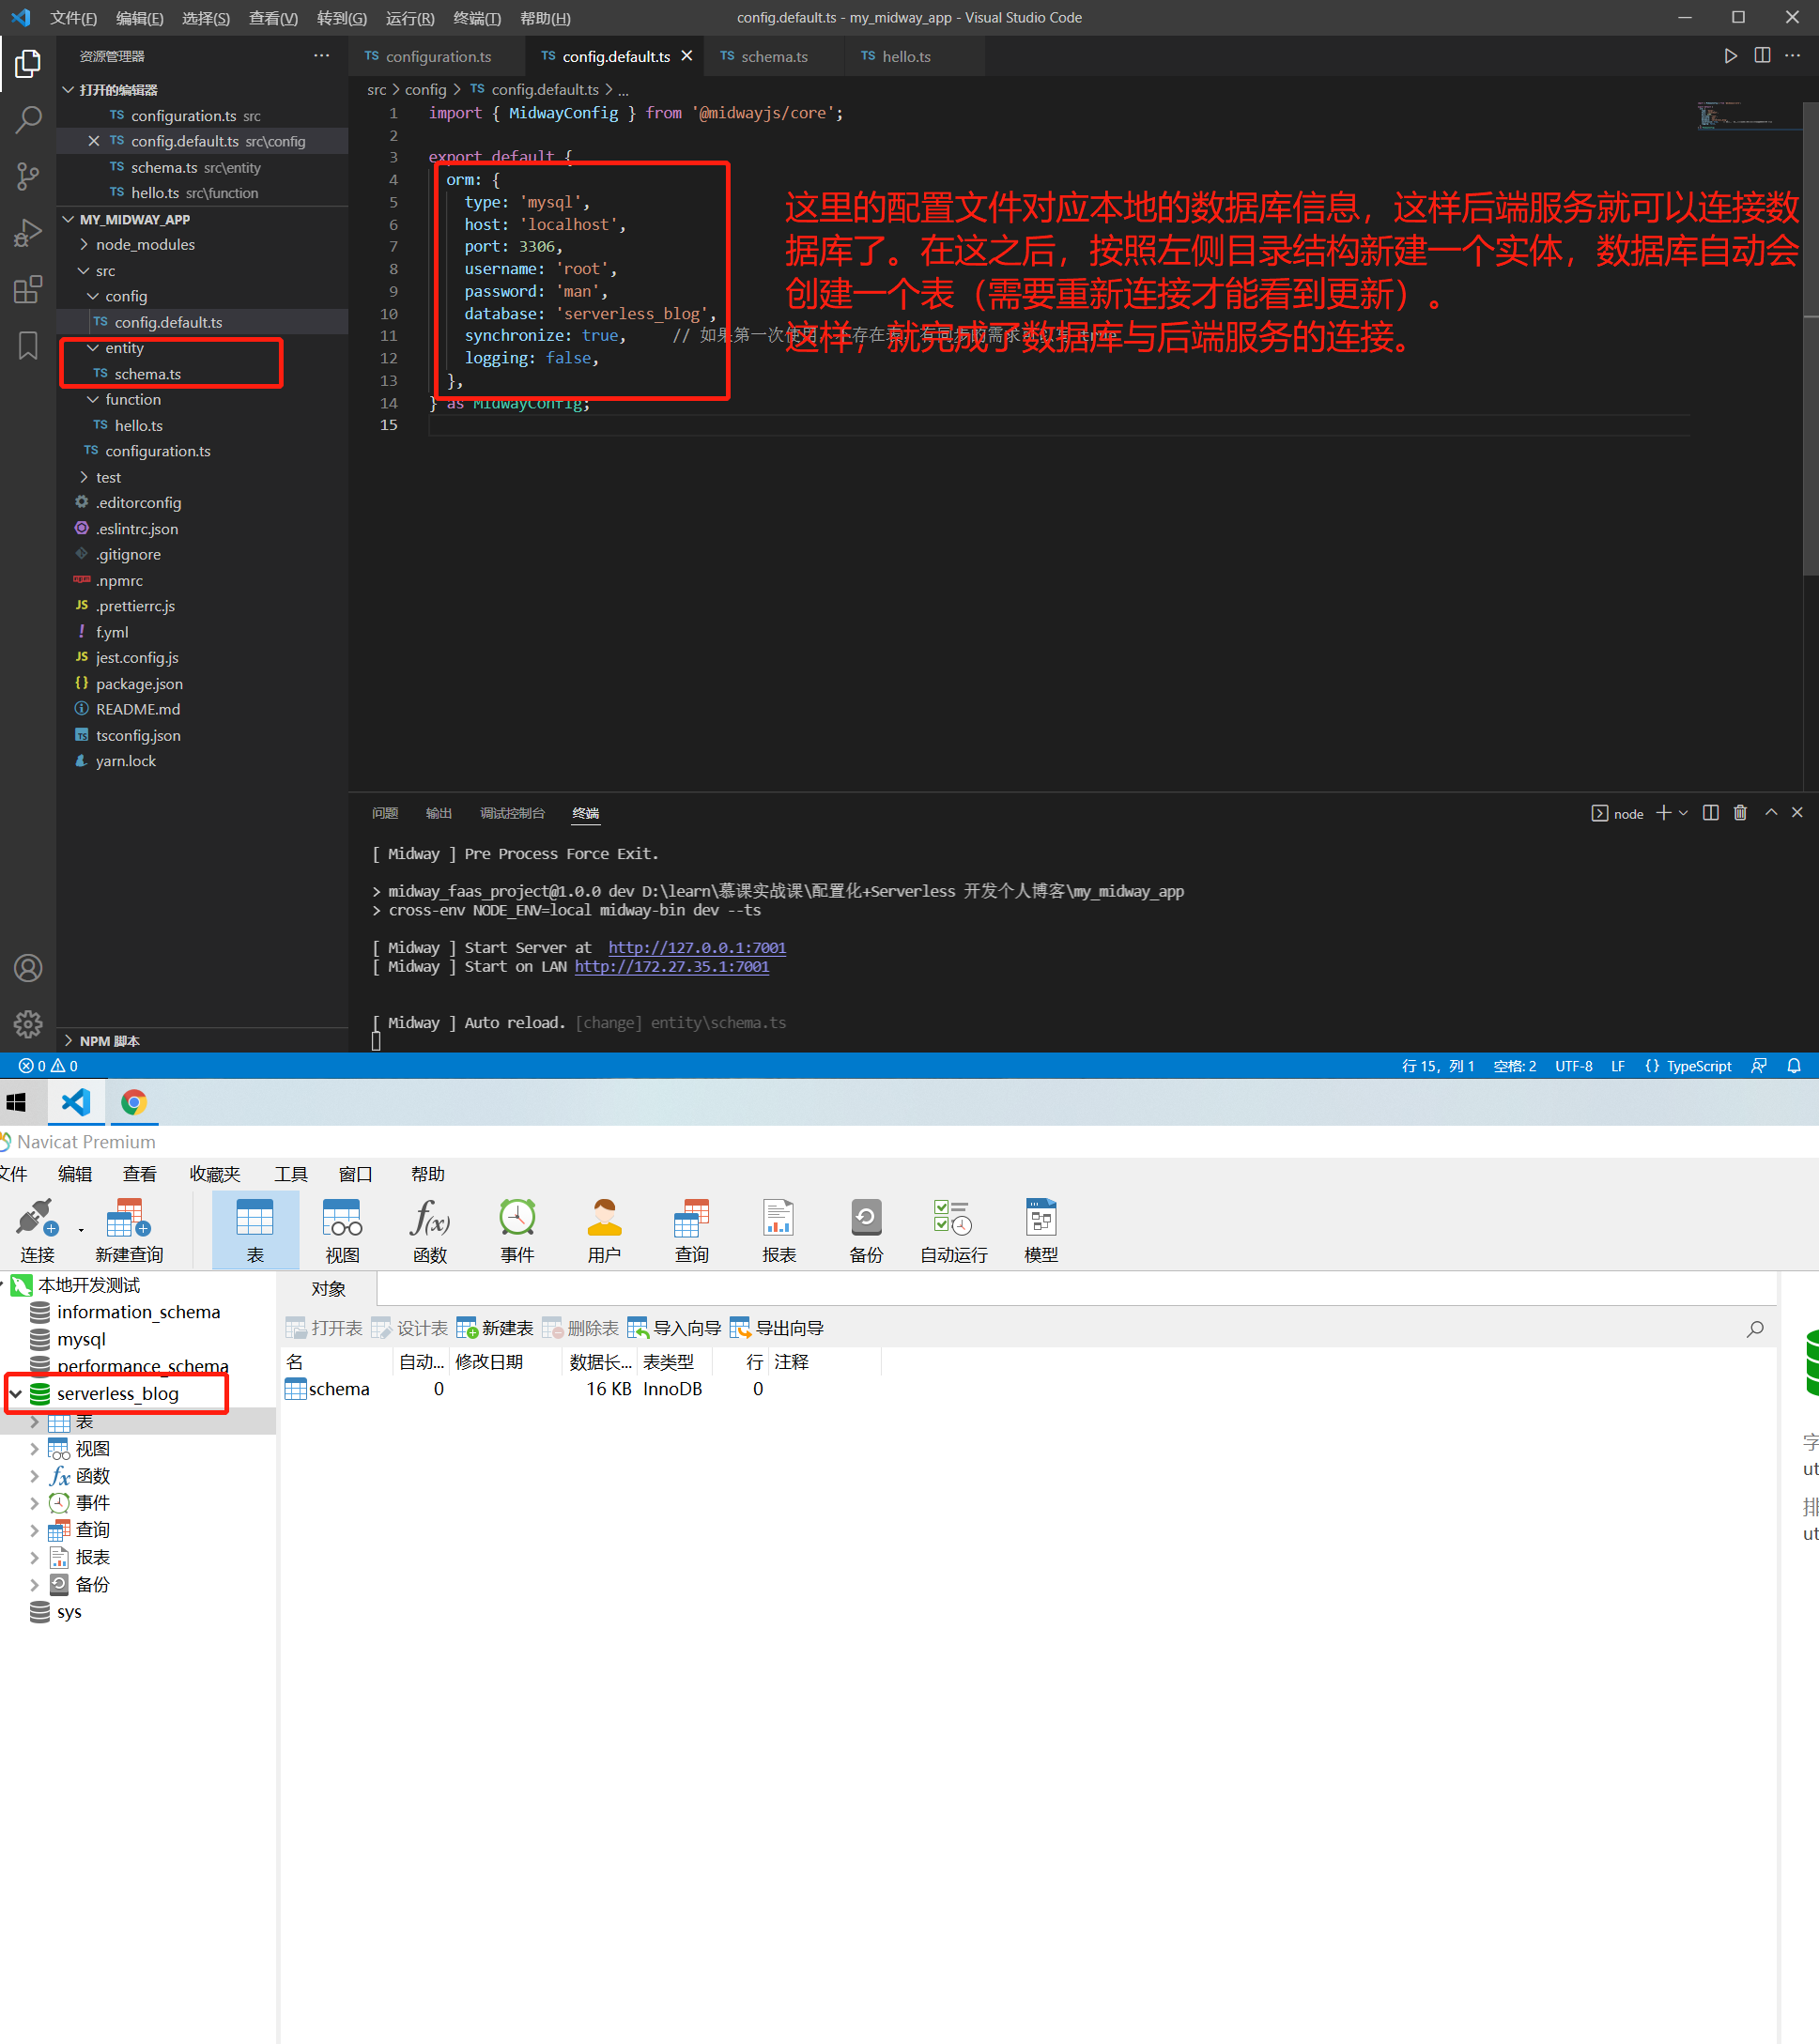 文件(F) 编辑(E) 选择(S) 查看(V) 转到(G) 运行(R) 终端(T) 帮助(H) config.default.ts - my_midway_app - Visual Studio Code
资源管理器
TS configuration.ts TS config.default.ts TS schema.ts TS hello.ts
打开的编辑器
TS configuration.ts src
TS config.default.ts src\config
TS schema.ts src\entity
TS hello.ts src\function
MY_MIDWAY_APP
node_modules
src
config
TS config.default.ts
entity
TS schema.ts
function
TS hello.ts
TS configuration.ts
test
.editorconfig
.eslintrc.json
.gitignore
.npmrc
JS .prettierrc.js
! f.yml
JS jest.config.js
{} package.json
README.md
tsconfig.json
yarn.lock
NPM 脚本
src > config > TS config.default.ts > ...
1 import { MidwayConfig } from '@midwayjs/core';
2
3 export default {
4 orm: {
5 type: 'mysql',
6 host: 'localhost',
7 port: 3306,
8 username: 'root',
9 password: 'man',
10 database: 'serverless_blog',
11 synchronize: true, // 如果第一次使用，不存在表，有同步的需求可以写 true
12 logging: false,
13 },
14 } as MidwayConfig;
15
这里的配置文件对应本地的数据库信息，这样后端服务就可以连接数
据库了。在这之后，按照左侧目录结构新建一个实体，数据库自动会
创建一个表（需要重新连接才能看到更新）。
这样，就完成了数据库与后端服务的连接。
问题 输出 调试控制台 终端 node
[ Midway ] Pre Process Force Exit.
> midway_faas_project@1.0.0 dev D:\learn\慕课实战课\配置化+Serverless 开发个人博客\my_midway_app
> cross-env NODE_ENV=local midway-bin dev --ts
[ Midway ] Start Server at http://127.0.0.1:7001
[ Midway ] Start on LAN http://172.27.35.1:7001
[ Midway ] Auto reload. [change] entity\schema.ts
0 0 行 15，列 1 空格: 2 UTF-8 LF {} TypeScript
Navicat Premium
文件 编辑 查看 收藏夹 工具 窗口 帮助
f(x)
连接 新建查询 表 视图 函数 事件 用户 查询 报表 备份 自动运行 模型
本地开发测试
information_schema
mysql
performance_schema
serverless_blog
表
视图
fx 函数
事件
查询
报表
备份
sys
对象
打开表 设计表 新建表 删除表 导入向导 导出向导
名 自动... 修改日期 数据长... 表类型 行 注释
schema 0 16 KB InnoDB 0
字
ut
排
ut